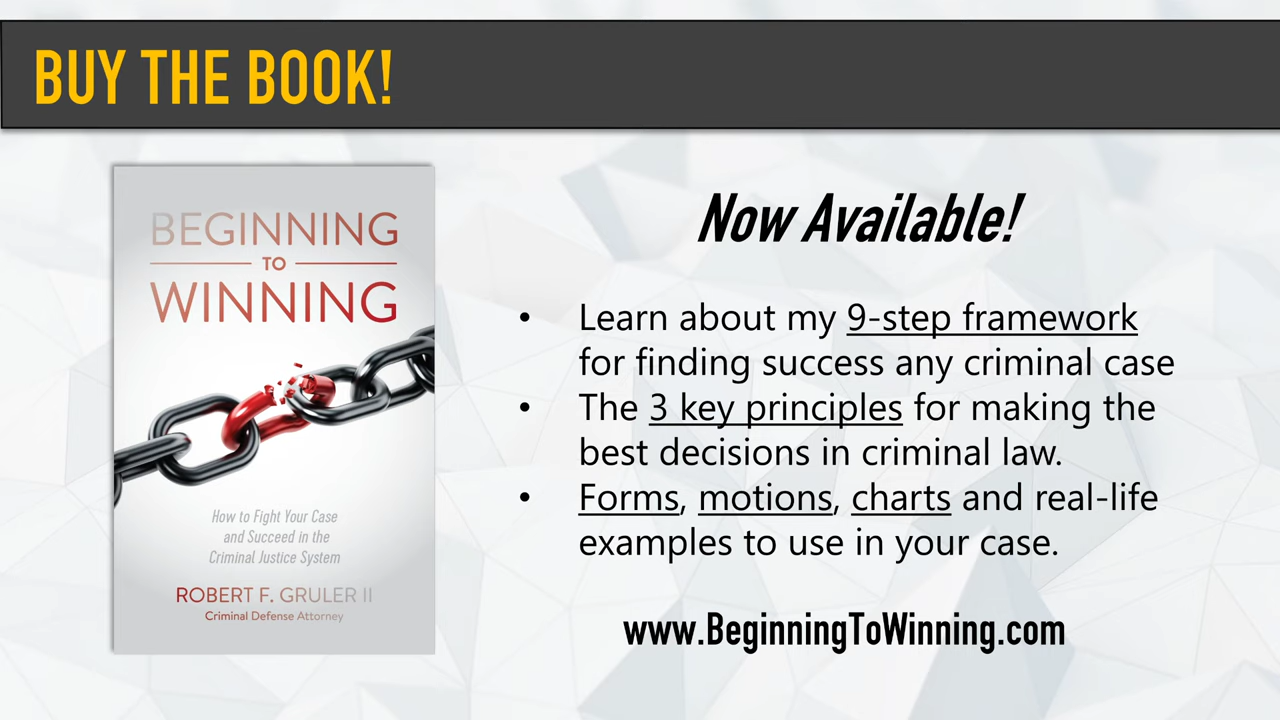 BUY THE BOOK!
BEGINNING
TO
WINNING
How to Fight Your Case
and Succeed in the
Criminal Justice System
ROBERT F. GRULER II
Criminal Defense Attorney
Now Available!
• Learn about my 9-step framework
for finding success any criminal case
• The 3 key principles for making the
best decisions in criminal law.
• Forms, motions, charts and real-life
examples to use in your case.
www.BeginningToWinning.com